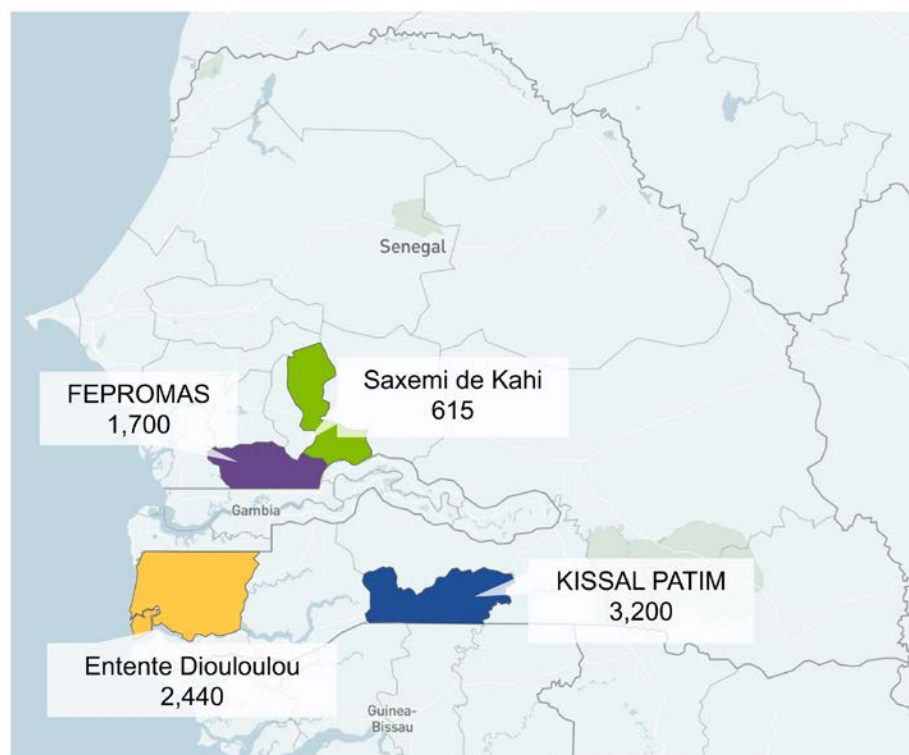 Senegal
FEPROMAS
1,700
Saxemi de Kahi
615
Gambia
KISSAL PATIM
3,200
Entente Diouloulou
2,440
Guinea-
Bissau